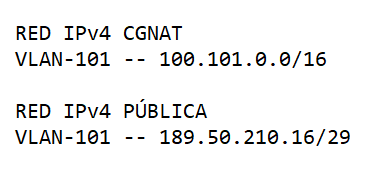 RED IPv4 CGNAT
VLAN-101 -- 100.101.0.0/16
RED IPv4 PÚBLICA
VLAN-101 -- 189.50.210.16/29